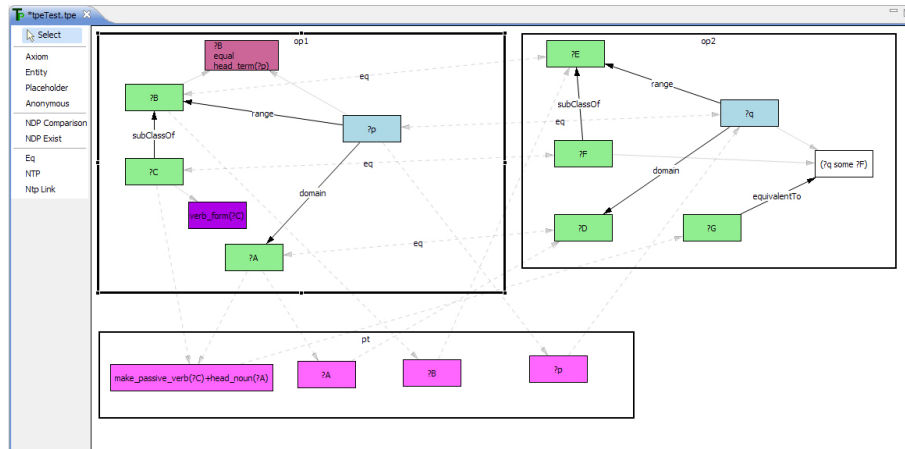 *tpeTest.tpe
Select
Axiom
Entity
Placeholder
Anonymous
NDP Comparison
NDP Exist
Eq
NTP
Ntp Link
op1
?B
equal
head_term(?p)
?B
range
?p
subClassOf
?C
domain
verb_form(?C)
?A
eq
eq
eq
eq
op2
?E
range
subClassOf
?q
?F
(?q some ?F)
domain
equivalentTo
?D
?G
pt
make_passive_verb(?C)+head_noun(?A)
?A
?B
?p